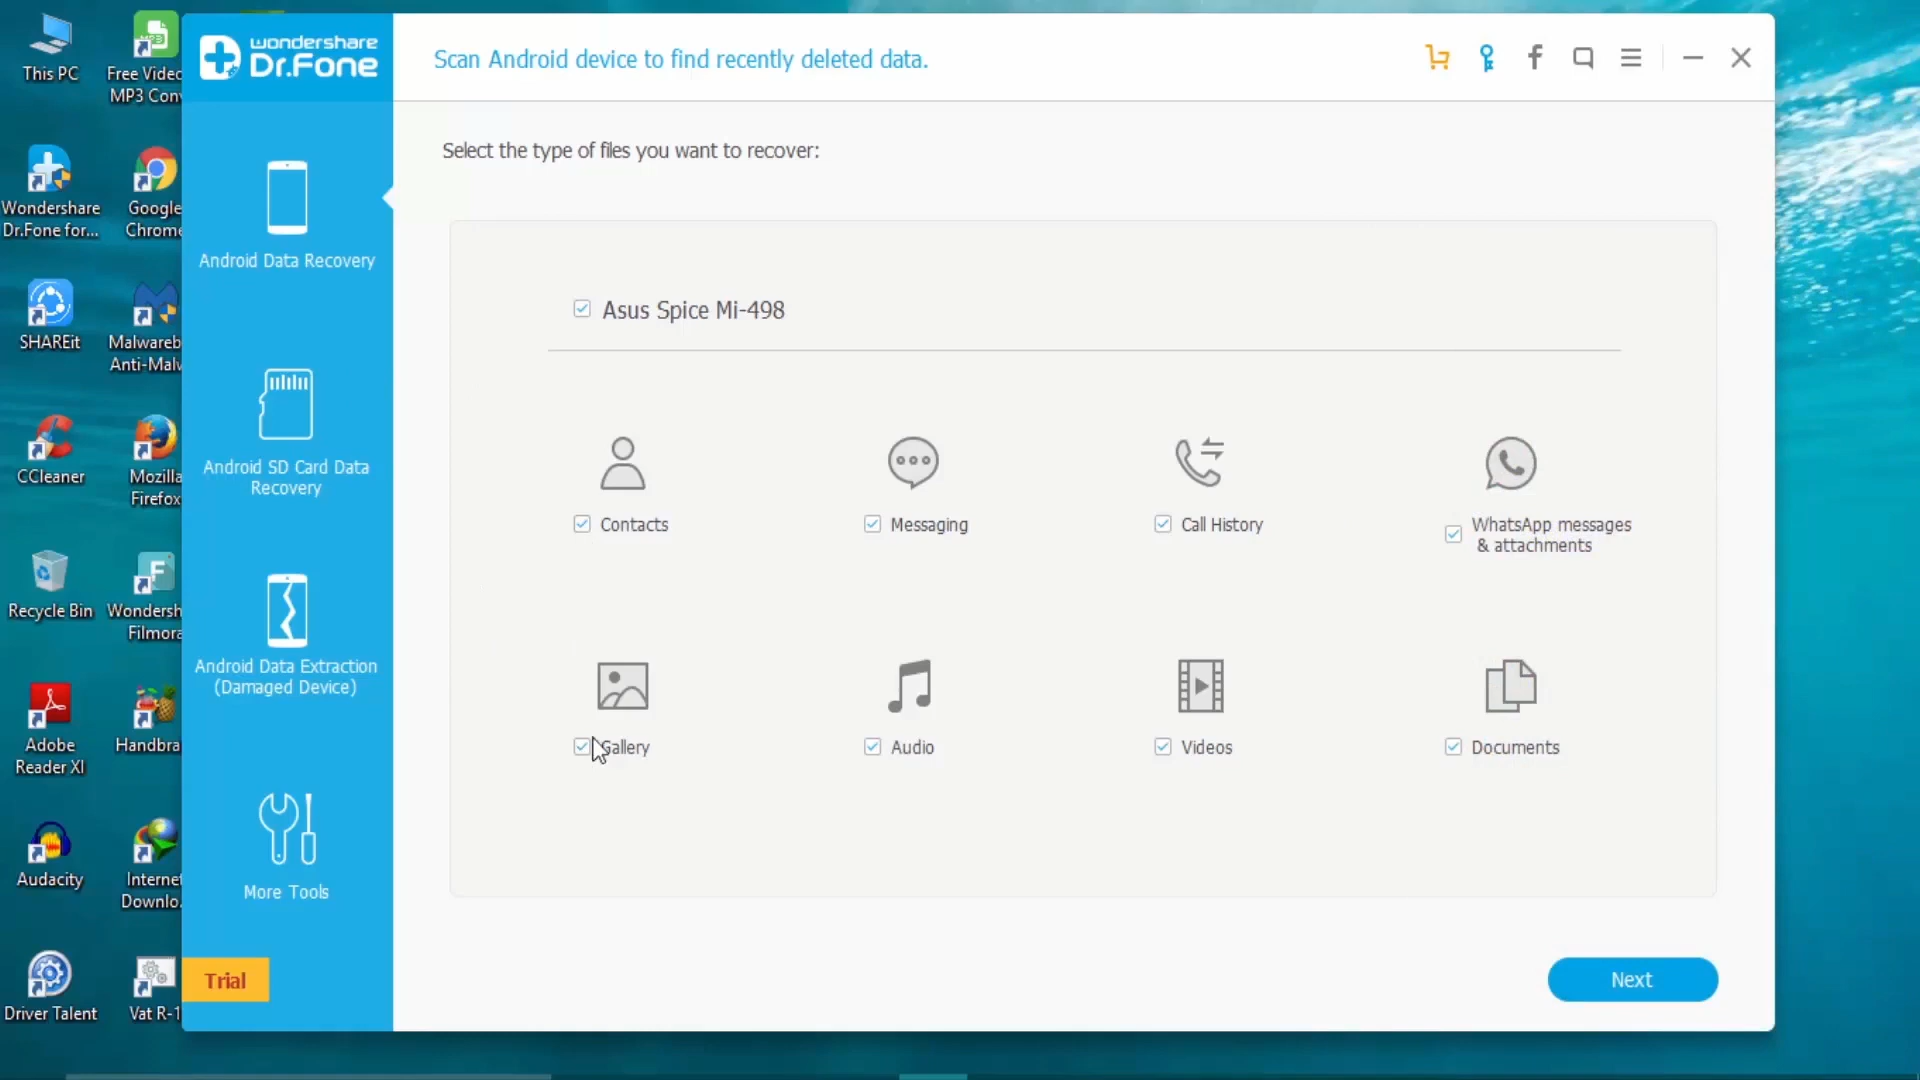 This PC
Free Video
MP3 Conv
Wondershare
Dr.Fone for...
Google
Chrome
SHAREit
Malwareb
Anti-Malw
CCleaner
Mozilla
Firefox
Recycle Bin
Wondersh
Filmora
Adobe
Reader XI
Handbra
Audacity
Internet
Downlo.
Driver Talent
Vat R-1
wondershare
Dr.Fone
Android Data Recovery
Android SD Card Data
Recovery
Android Data Extraction
(Damaged Device)
More Tools
Trial
Scan Android device to find recently deleted data.
Select the type of files you want to recover:
Asus Spice Mi-498
Contacts
Messaging
Call History
WhatsApp messages
& attachments
Gallery
Audio
Videos
Documents
Next